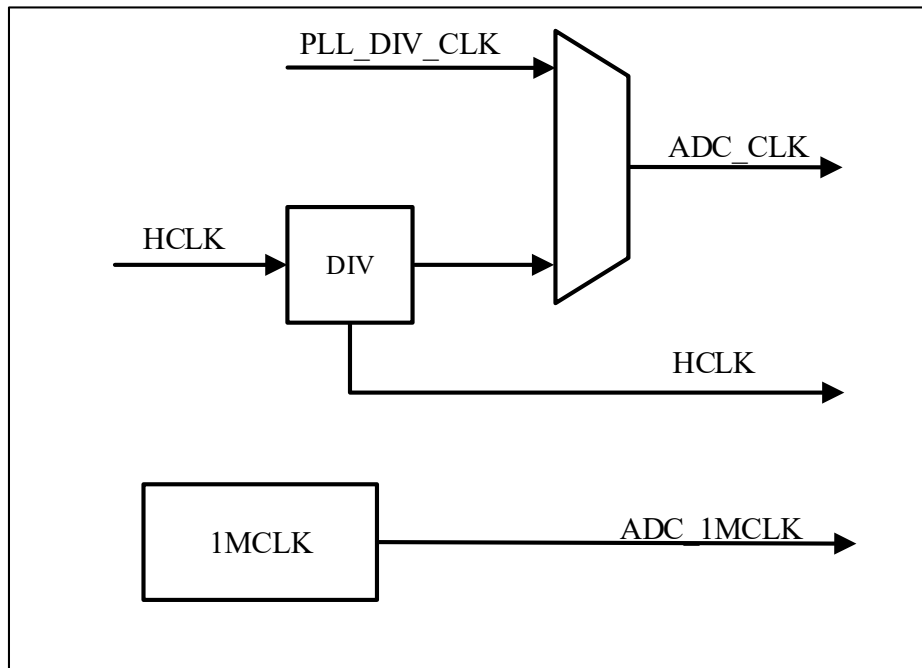 PLL_DIV_CLK
ADC_CLK
HCLK
DIV
HCLK
1MCLK
ADC_1MCLK